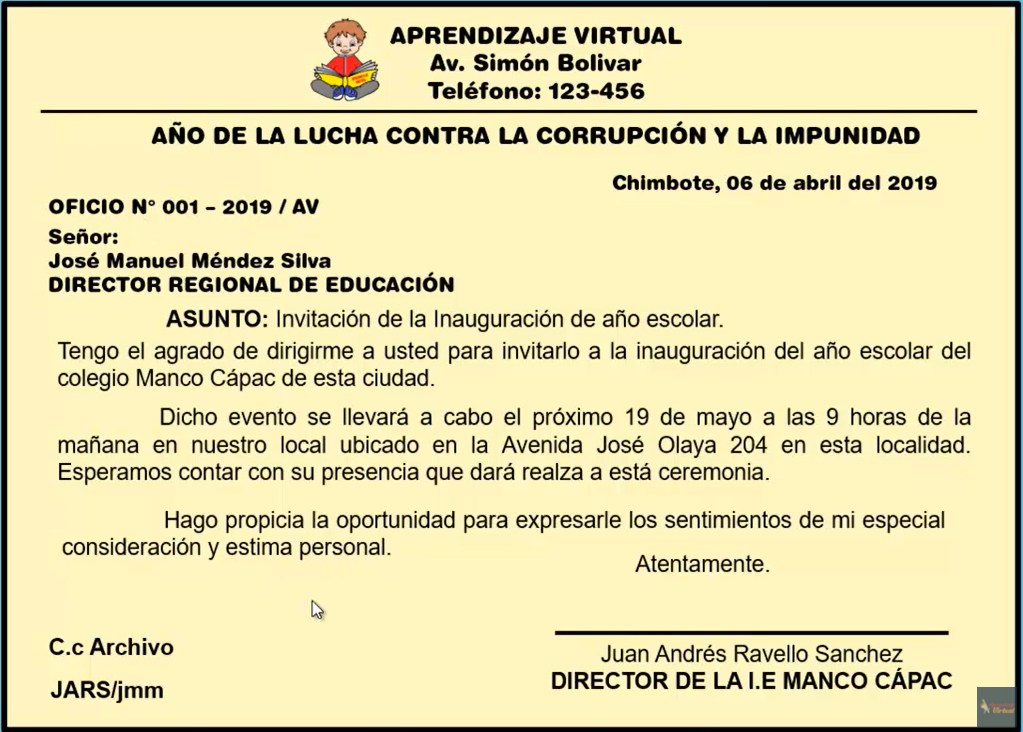 APRENDIZAJE VIRTUAL
Av. Simón Bolivar
Teléfono: 123-456
AÑO DE LA LUCHA CONTRA LA CORRUPCIÓN Y LA IMPUNIDAD
Chimbote, 06 de abril del 2019
OFICIO N° 001 – 2019 / AV
Señor:
José Manuel Méndez Silva
DIRECTOR REGIONAL DE EDUCACIÓN
ASUNTO: Invitación de la Inauguración de año escolar.
Tengo el agrado de dirigirme a usted para invitarlo a la inauguración del año escolar del
colegio Manco Cápac de esta ciudad.
Dicho evento se llevará a cabo el próximo 19 de mayo a las 9 horas de la
mañana en nuestro local ubicado en la Avenida José Olaya 204 en esta localidad.
Esperamos contar con su presencia que dará realza a está ceremonia.
Hago propicia la oportunidad para expresarle los sentimientos de mi especial
consideración y estima personal.
Atentamente.
C.c Archivo
JARS/jmm
Juan Andrés Ravello Sanchez
DIRECTOR DE LA I.E MANCO CÁPAC